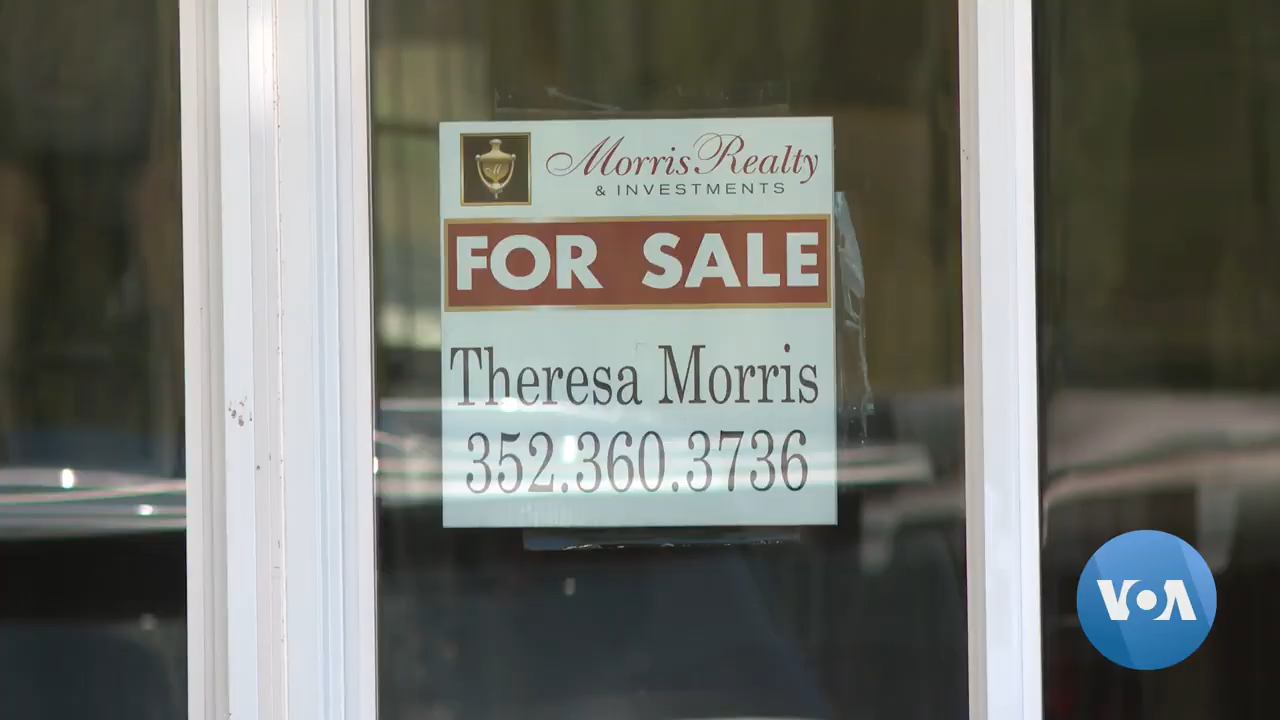 Morris Realty
& INVESTMENTS
FOR SALE
Theresa Morris
352.360.3736
VOA